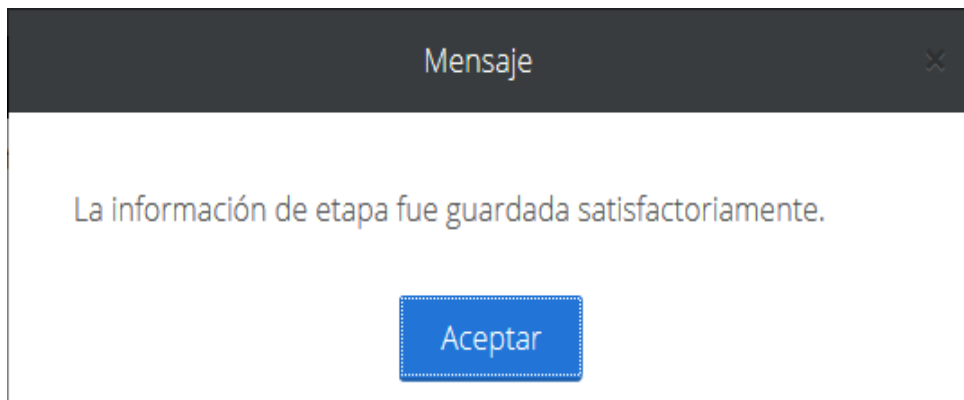 Mensaje
La información de etapa fue guardada satisfactoriamente.
Aceptar